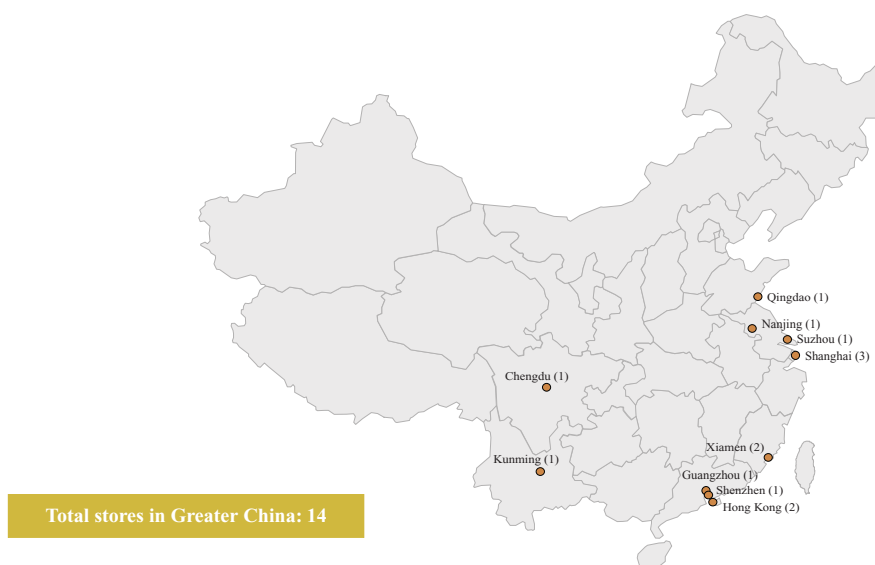 Qingdao (1)
Nanjing (1)
Suzhou (1)
Shanghai (3)
Chengdu (1)
Xiamen (2)
Kunming (1)
Guangzhou (1)
Shenzhen (1)
Hong Kong (2)
Total stores in Greater China: 14